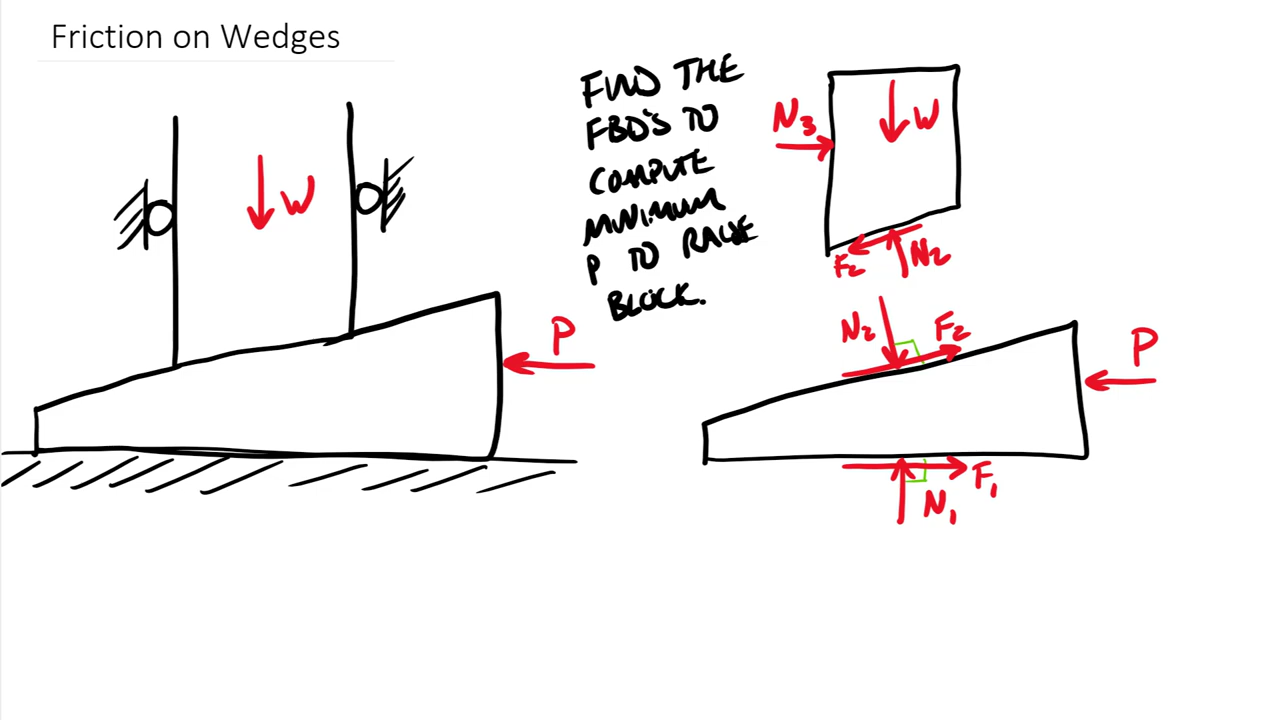 Friction on Wedges
FIND THE
FBD'S TO
COMPUTE
MINIMUM
P TO RAISE
BLOCK.
W
P
N3
W
F2
N2
N2
F2
P
F1
N1